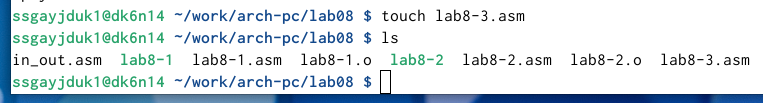 ssgayjduk1@dk6n14 ~/work/arch-pc/lab08 $ touch lab8-3.asm
ssgayjduk1@dk6n14 ~/work/arch-pc/lab08 $ ls
in_out.asm lab8-1 lab8-1.asm lab8-1.o lab8-2 lab8-2.asm lab8-2.o lab8-3.asm
ssgayjduk1@dk6n14 ~/work/arch-pc/lab08 $